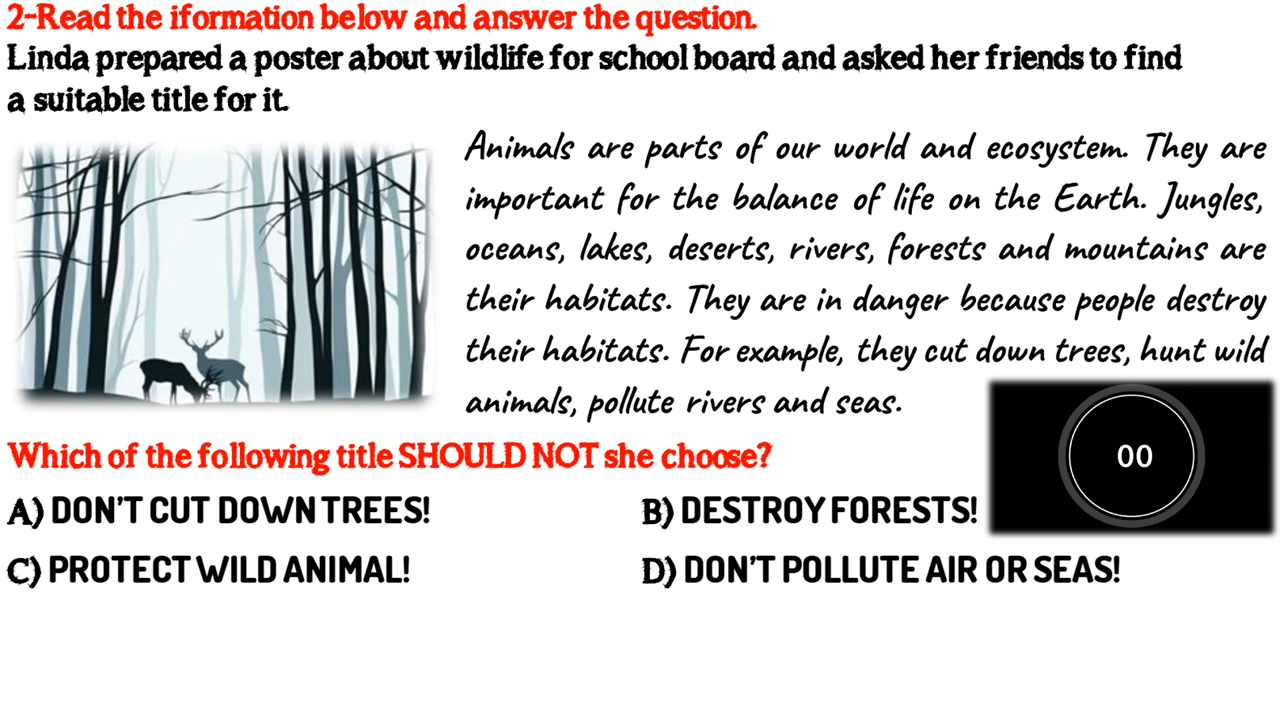 2-Read the iformation below and answer the question.
Linda prepared a poster about wildlife for school board and asked her friends to find
a suitable title for it.
Animals are parts of our world and ecosystem. They are
important for the balance of life on the Earth. Jungles,
oceans, lakes, deserts, rivers, forests and mountains are
their habitats. They are in danger because people destroy
their habitats. For example, they cut down trees, hunt wild
animals, pollute rivers and seas.
00
Which of the following title SHOULD NOT she choose?
A) DON'T CUT DOWN TREES!
B) DESTROY FORESTS!
C) PROTECT WILD ANIMAL!
D) DON'T POLLUTE AIR OR SEAS!